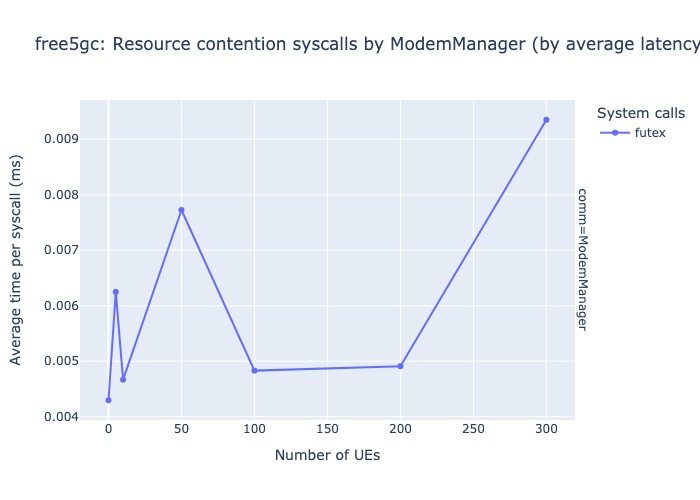 free5gc: Resource contention syscalls by ModemManager (by average latency
System calls
futex
comm=ModemManager
Average time per syscall (ms)
0.009
0.008
0.007
0.006
0.005
0.004
0 50 100 150 200 250 300
Number of UEs